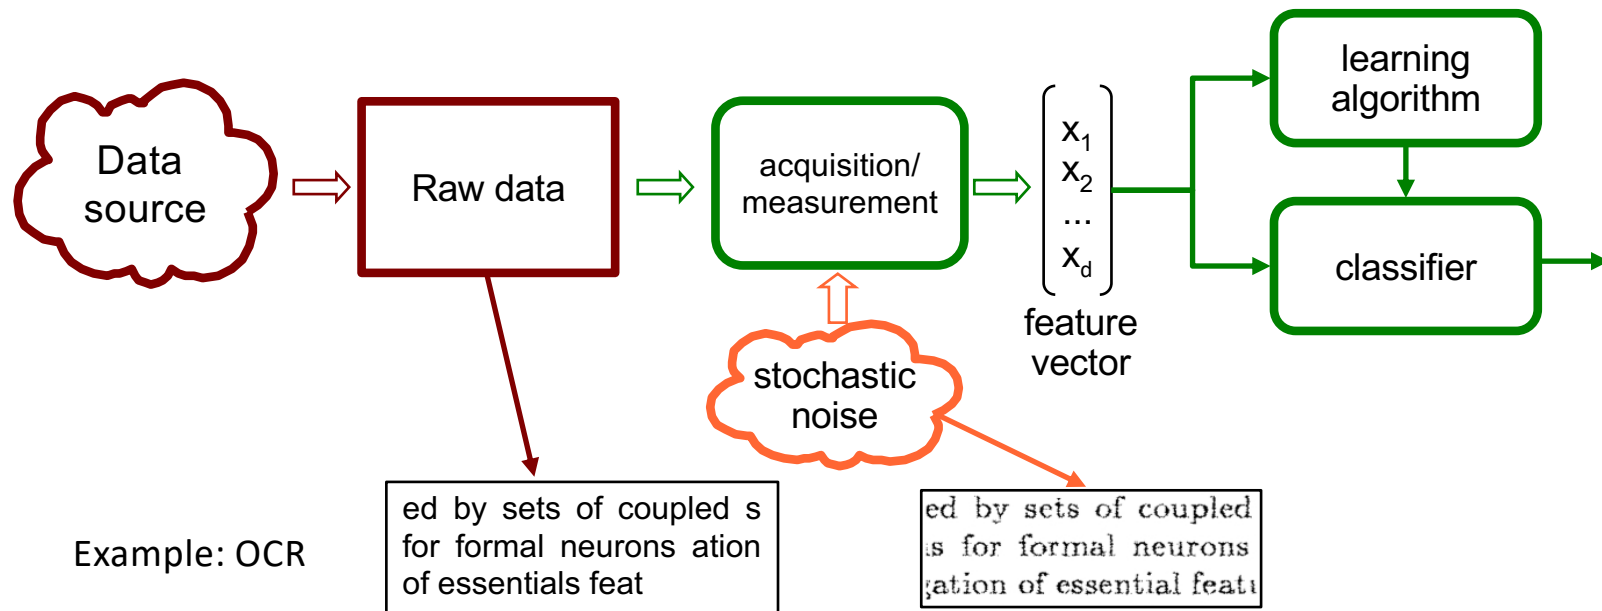 Data
source
Raw data
acquisition/
measurement
x1
x2
...
xd
feature
vector
learning
algorithm
classifier
stochastic
noise
Example: OCR
ed by sets of coupled s
for formal neurons ation
of essentials feat
ed by sets of coupled
s for formal neurons
gation of essential featu